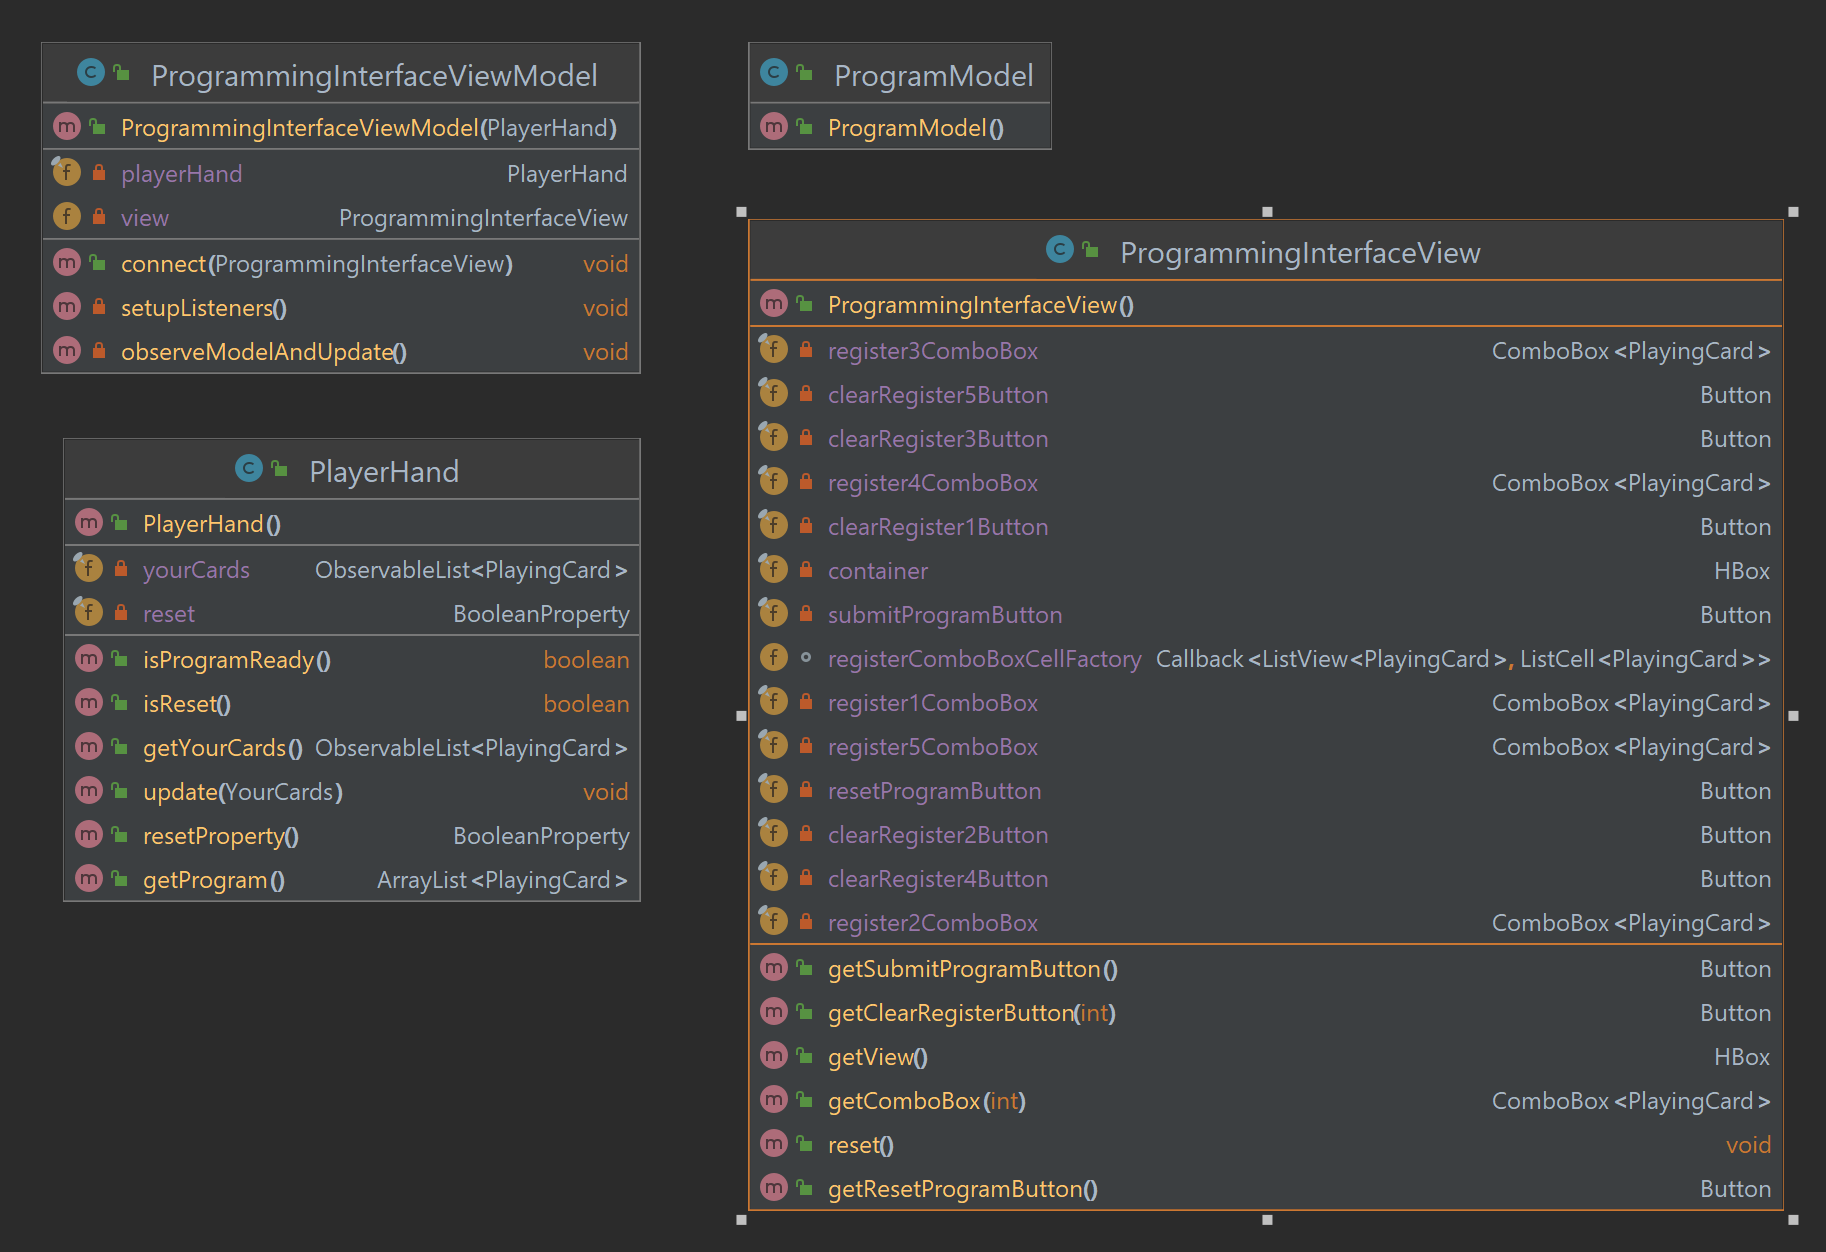 ProgrammingInterfaceViewModel
ProgrammingInterfaceViewModel(PlayerHand)
playerHand PlayerHand
view ProgrammingInterfaceView
connect(ProgrammingInterfaceView) void
setupListeners() void
observeModelAndUpdate() void
PlayerHand
PlayerHand()
yourCards ObservableList<PlayingCard>
reset BooleanProperty
isProgramReady() boolean
isReset() boolean
getYourCards() ObservableList<PlayingCard>
update(YourCards) void
resetProperty() BooleanProperty
getProgram() ArrayList<PlayingCard>
ProgramModel
ProgramModel()
ProgrammingInterfaceView
ProgrammingInterfaceView()
register3ComboBox ComboBox<PlayingCard>
clearRegister5Button Button
clearRegister3Button Button
register4ComboBox ComboBox<PlayingCard>
clearRegister1Button Button
container HBox
submitProgramButton Button
registerComboBoxCellFactory Callback<ListView<PlayingCard>, ListCell<PlayingCard>>
register1ComboBox ComboBox<PlayingCard>
register5ComboBox ComboBox<PlayingCard>
resetProgramButton Button
clearRegister2Button Button
clearRegister4Button Button
register2ComboBox ComboBox<PlayingCard>
getSubmitProgramButton() Button
getClearRegisterButton(int) Button
getView() HBox
getComboBox(int) ComboBox<PlayingCard>
reset() void
getResetProgramButton() Button